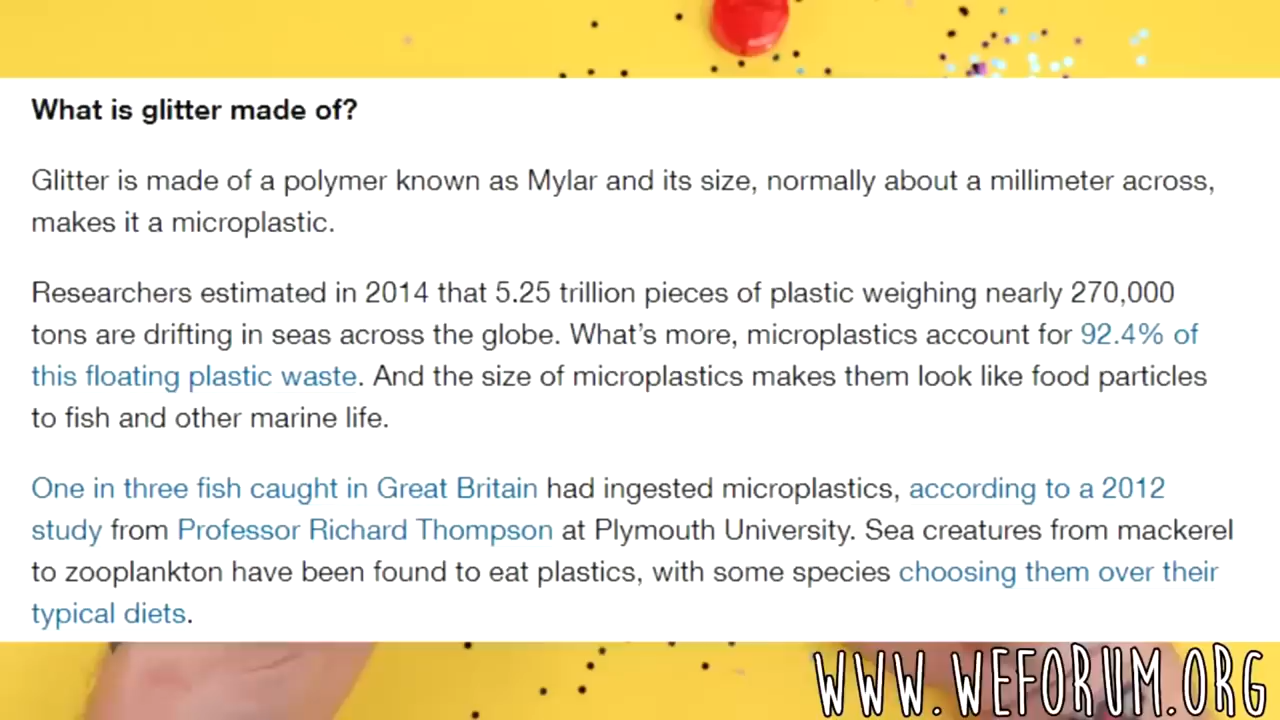 What is glitter made of?
Glitter is made of a polymer known as Mylar and its size, normally about a millimeter across,
makes it a microplastic.
Researchers estimated in 2014 that 5.25 trillion pieces of plastic weighing nearly 270,000
tons are drifting in seas across the globe. What’s more, microplastics account for 92.4% of
this floating plastic waste. And the size of microplastics makes them look like food particles
to fish and other marine life.
One in three fish caught in Great Britain had ingested microplastics, according to a 2012
study from Professor Richard Thompson at Plymouth University. Sea creatures from mackerel
to zooplankton have been found to eat plastics, with some species choosing them over their
typical diets.
WWW.WEFORUM.ORG